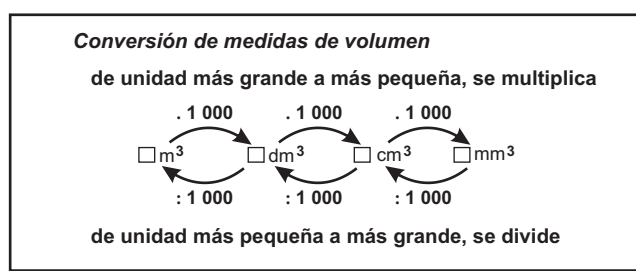 Conversión de medidas de volumen
de unidad más grande a más pequeña, se multiplica
. 1 000 . 1 000 . 1 000
□ m³ □ dm³ □ cm³ □ mm³
: 1 000 : 1 000 : 1 000
de unidad más pequeña a más grande, se divide